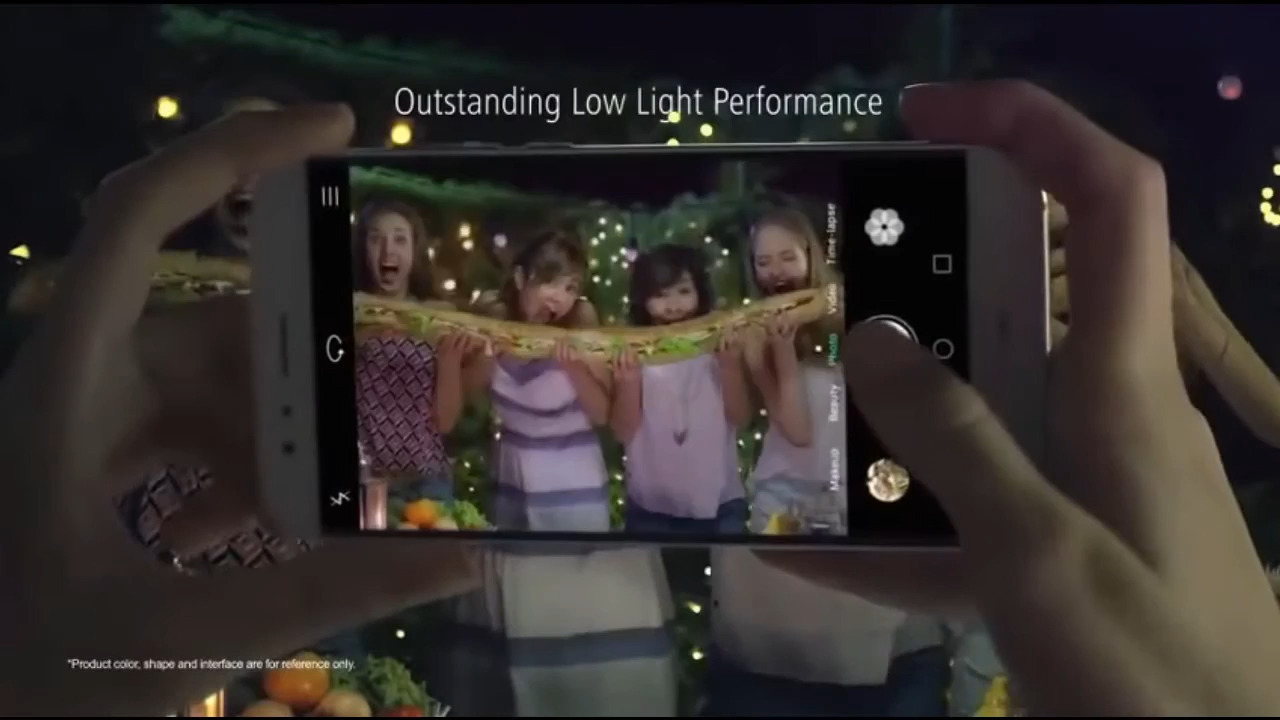 Outstanding Low Light Performance
Time-lapse
Video
Photo
Beauty
Makeup
*Product color, shape and interface are for reference only.